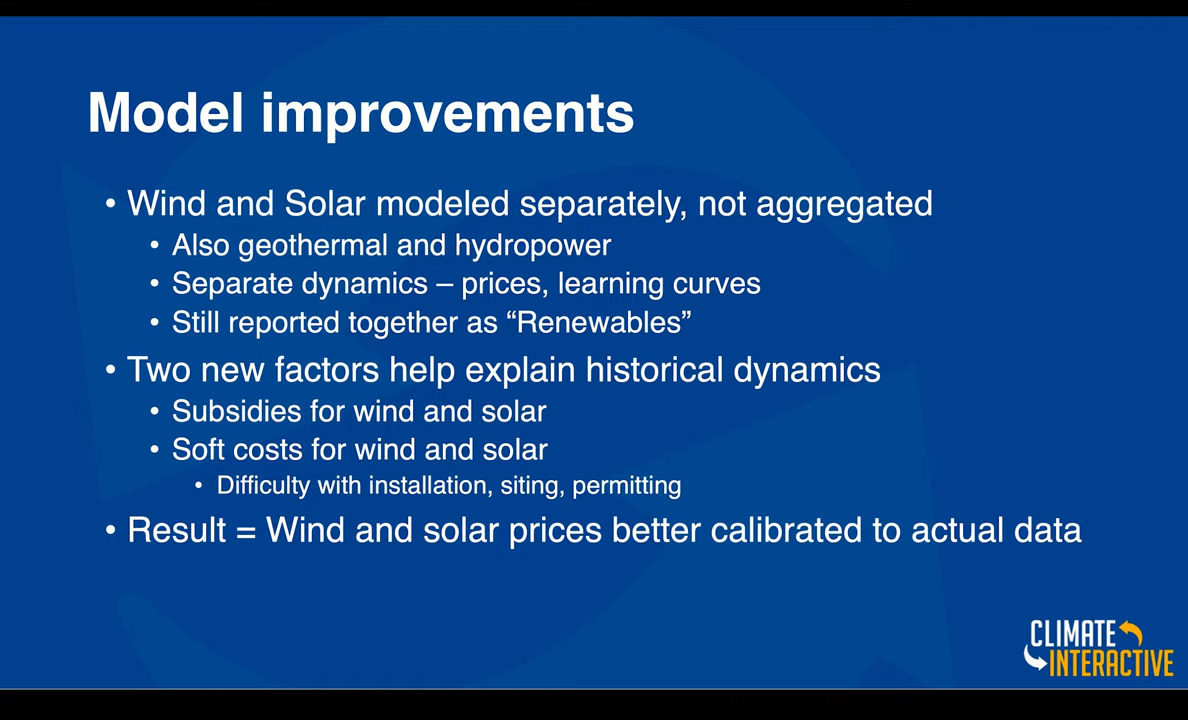 Model improvements
• Wind and Solar modeled separately, not aggregated
• Also geothermal and hydropower
• Separate dynamics – prices, learning curves
• Still reported together as “Renewables”
• Two new factors help explain historical dynamics
• Subsidies for wind and solar
• Soft costs for wind and solar
• Difficulty with installation, siting, permitting
• Result = Wind and solar prices better calibrated to actual data
CLIMATE
INTERACTIVE